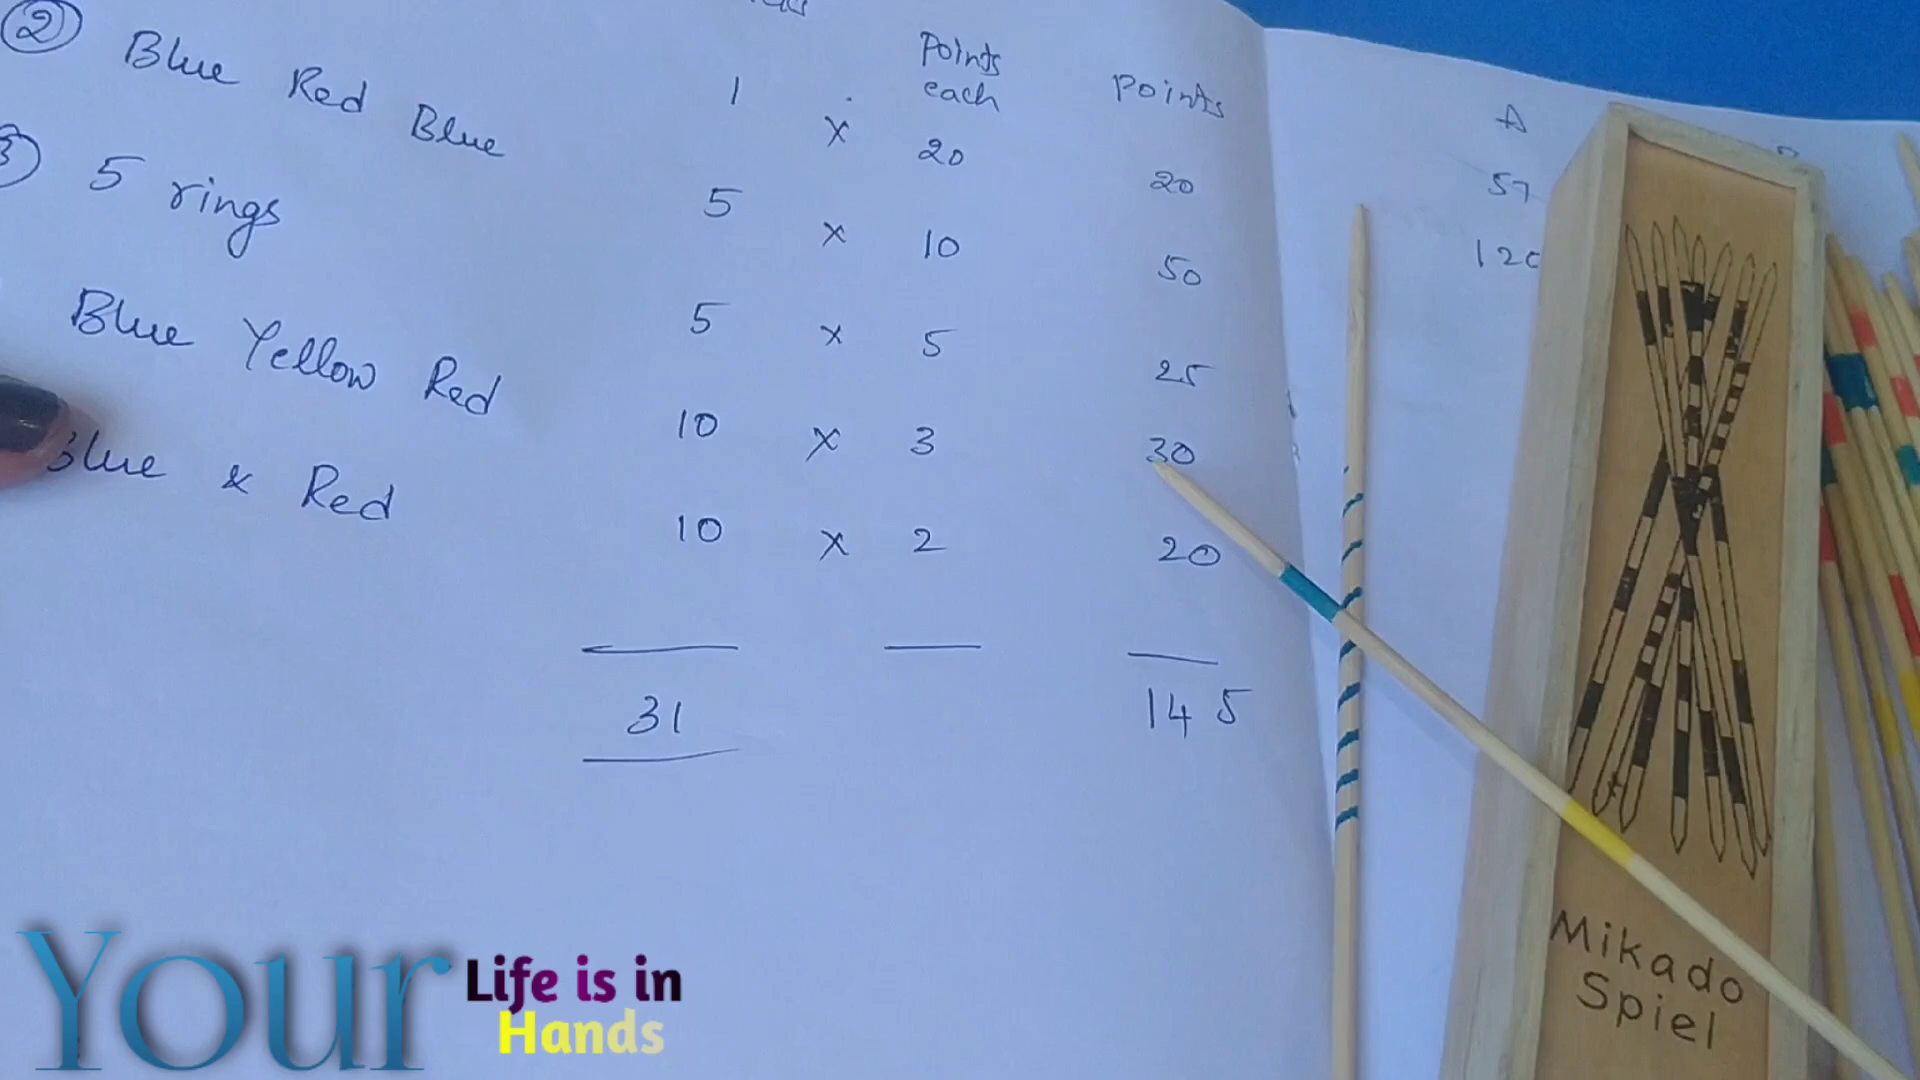 Points
each
Points
1 x 20 20
② Blue Red Blue 5 x 10 50
5 rings 5 x 5 25
Blue Yellow Red 10 x 3 30
Blue & Red 10 x 2 20
31 145
A
57
Mikado
Spiel
Your Life is in
Hands